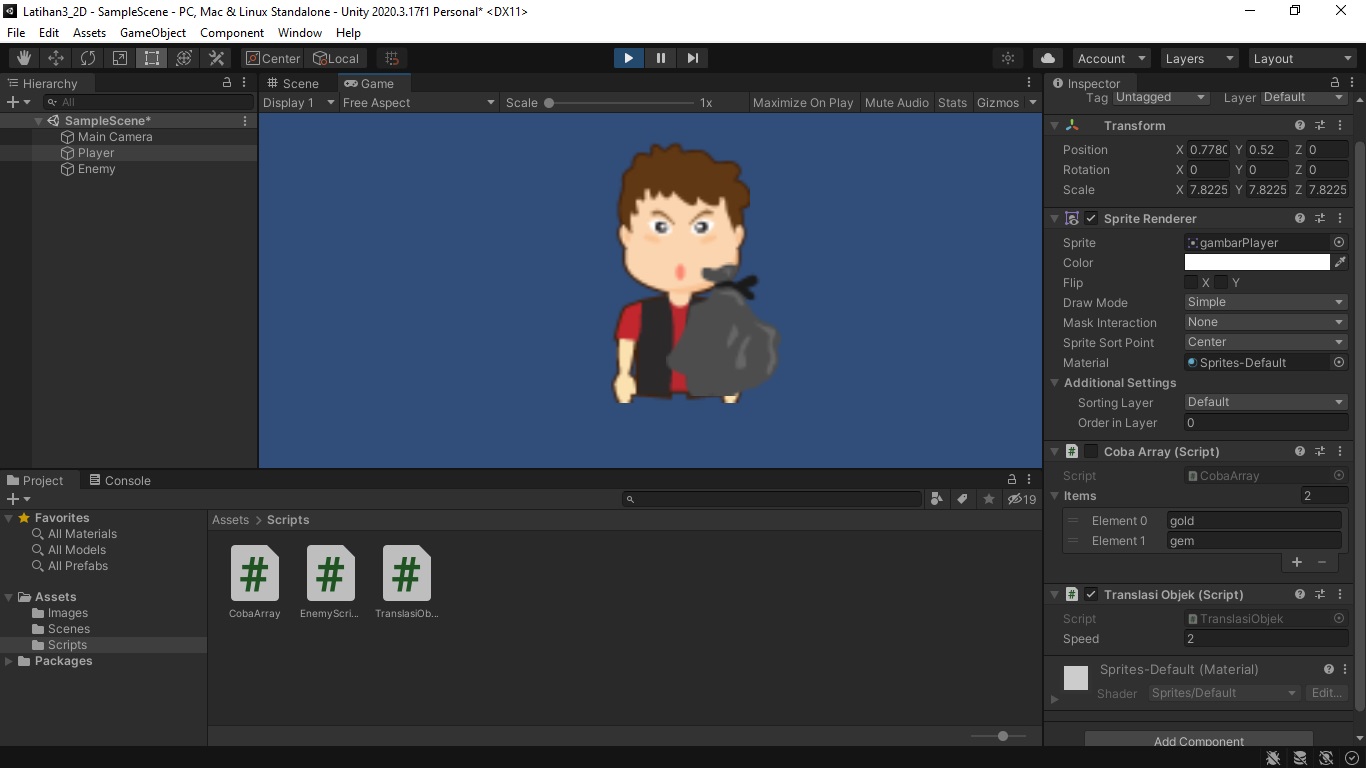 Latihan3_2D - SampleScene - PC, Mac & Linux Standalone - Unity 2020.3.17f1 Personal* <DX11>
File Edit Assets GameObject Component Window Help
Center Local Account Layers Layout
Hierarchy
All
SampleScene*
Main Camera
Player
Enemy
Scene Game
Display 1 Free Aspect Scale 1x Maximize On Play Mute Audio Stats Gizmos
Inspector
Tag Untagged Layer Default
Transform
Position X 0.778 Y 0.52 Z 0
Rotation X 0 Y 0 Z 0
Scale X 7.8225 Y 7.8225 Z 7.8225
Sprite Renderer
Sprite gambarPlayer
Color
Flip X Y
Draw Mode Simple
Mask Interaction None
Sprite Sort Point Center
Material Sprites-Default
Additional Settings
Sorting Layer Default
Order in Layer 0
# Coba Array (Script)
Script CobaArray
Items 2
Element 0 gold
Element 1 gem
+ −
# Translasi Objek (Script)
Script TranslasiObjek
Speed 2
Sprites-Default (Material)
Shader Sprites/Default Edit...
Add Component
Project Console
19
Favorites
All Materials
All Models
All Prefabs
Assets
Images
Scenes
Scripts
Packages
Assets > Scripts
# # #
CobaArray EnemyScri... TranslasiOb...